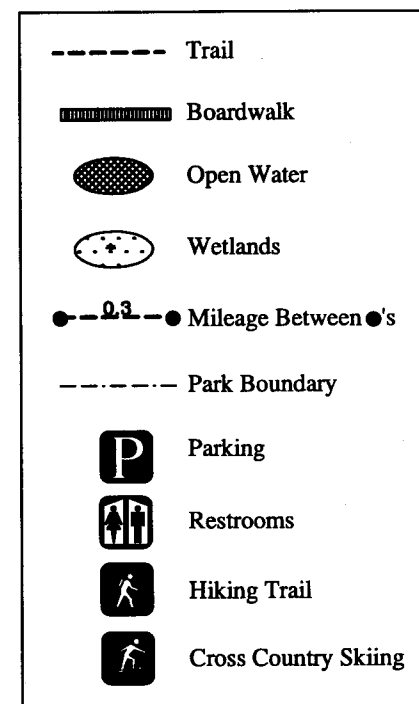 Trail
Boardwalk
Open Water
Wetlands
0.3
Mileage Between ●'s
Park Boundary
P
Parking
Restrooms
Hiking Trail
Cross Country Skiing